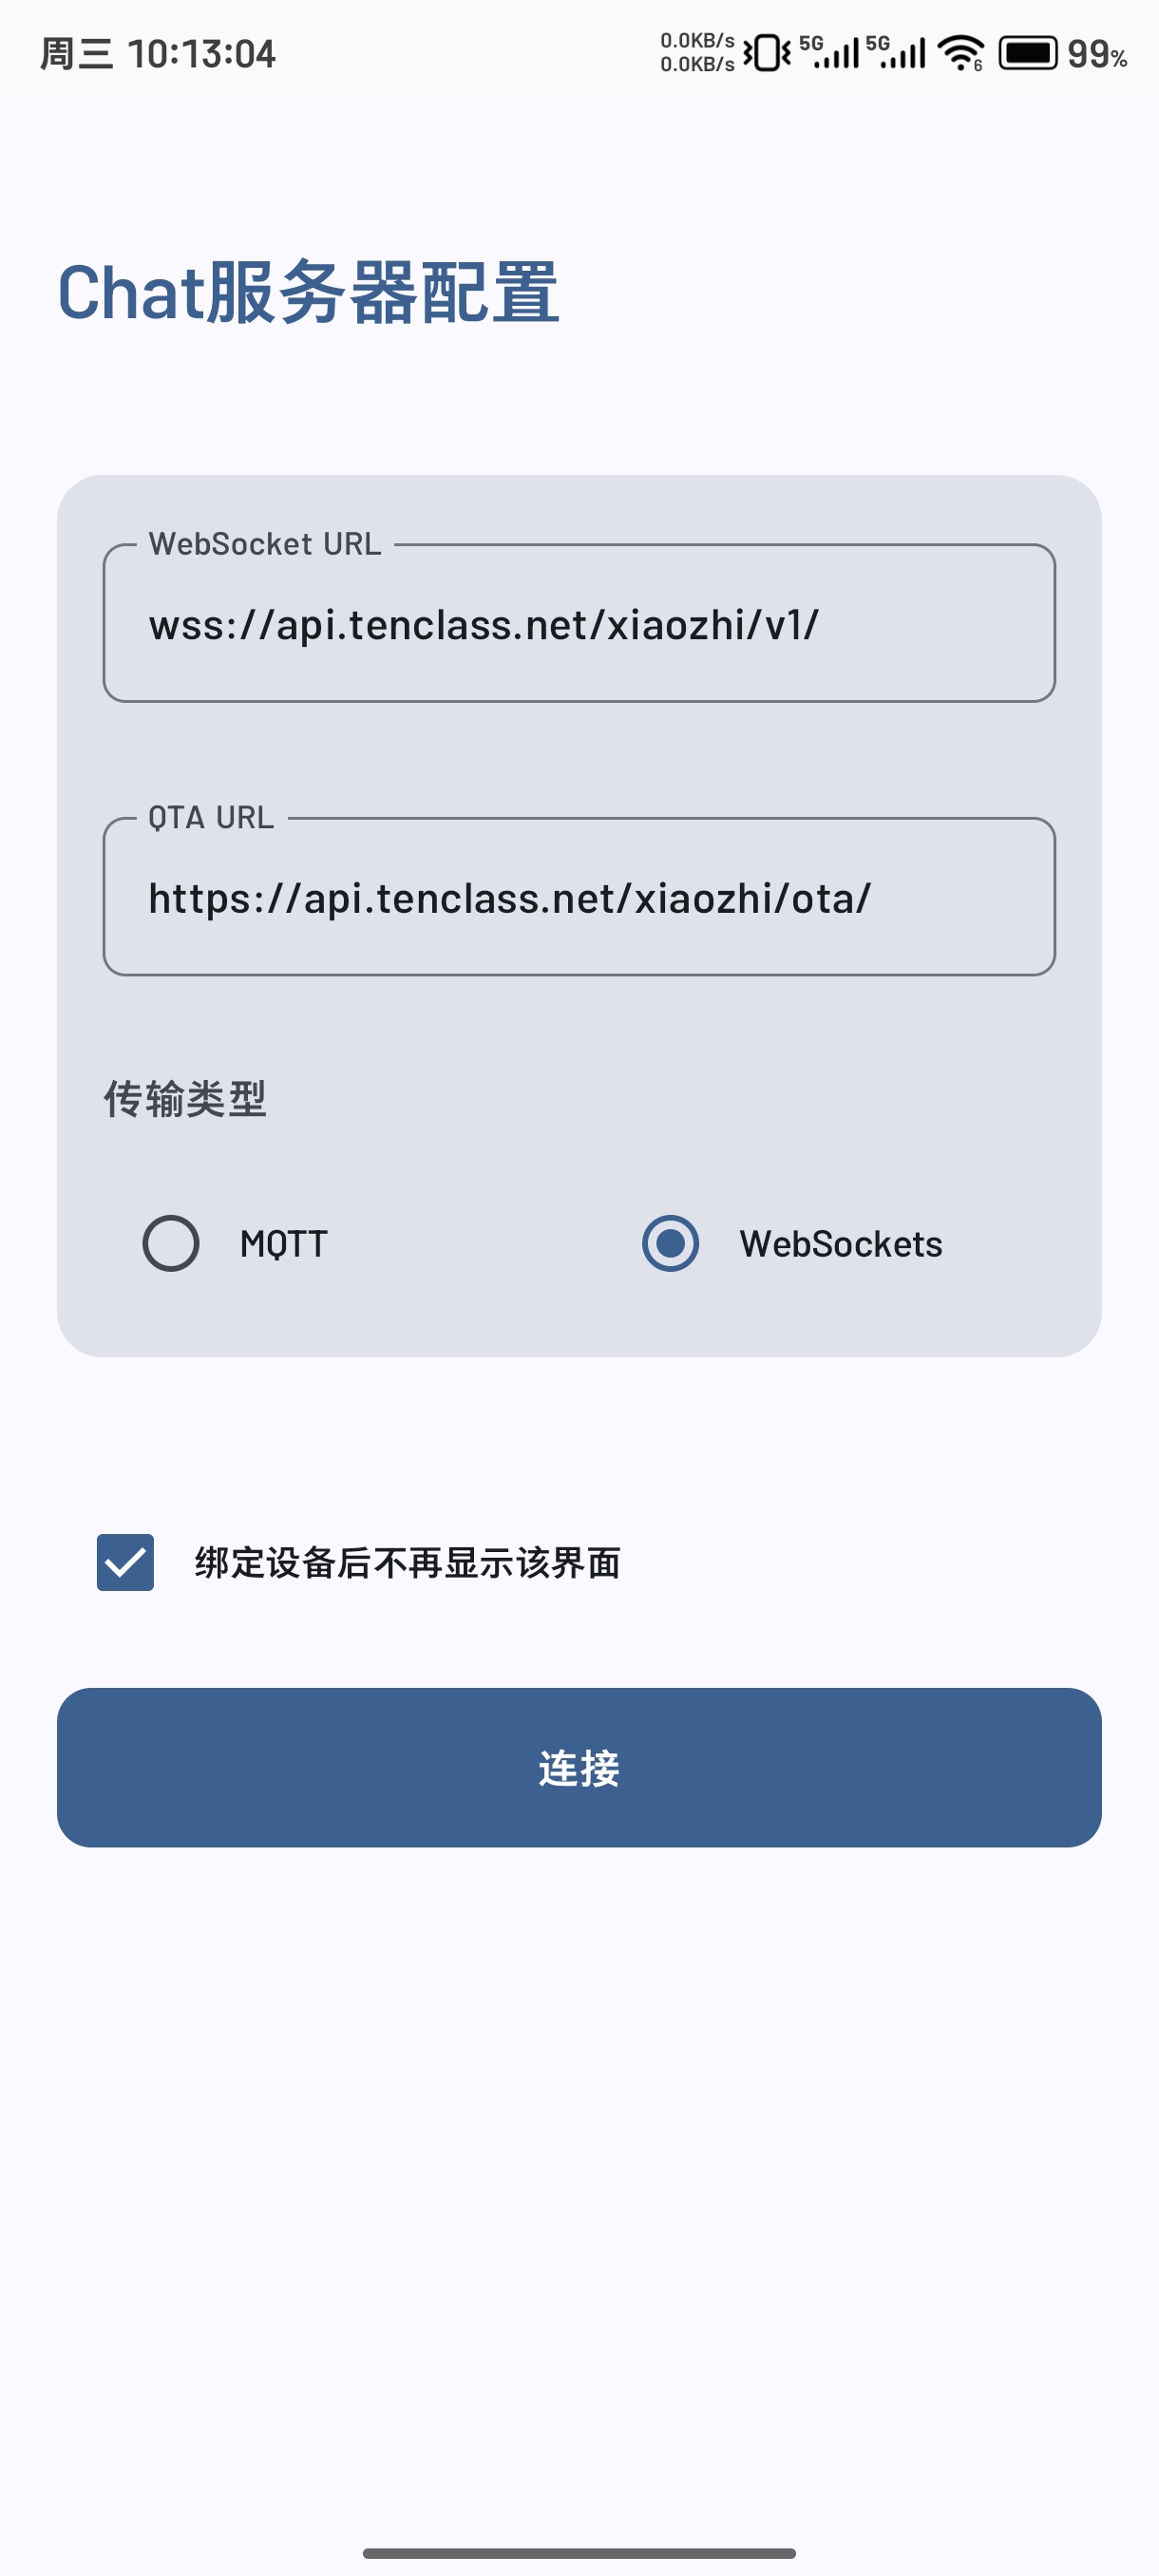 周三 10:13:04
0.0KB/s
0.0KB/s
5G
5G
6
99%
Chat服务器配置
WebSocket URL
wss://api.tenclass.net/xiaozhi/v1/
QTA URL
https://api.tenclass.net/xiaozhi/ota/
传输类型
MQTT
WebSockets
绑定设备后不再显示该界面
连接